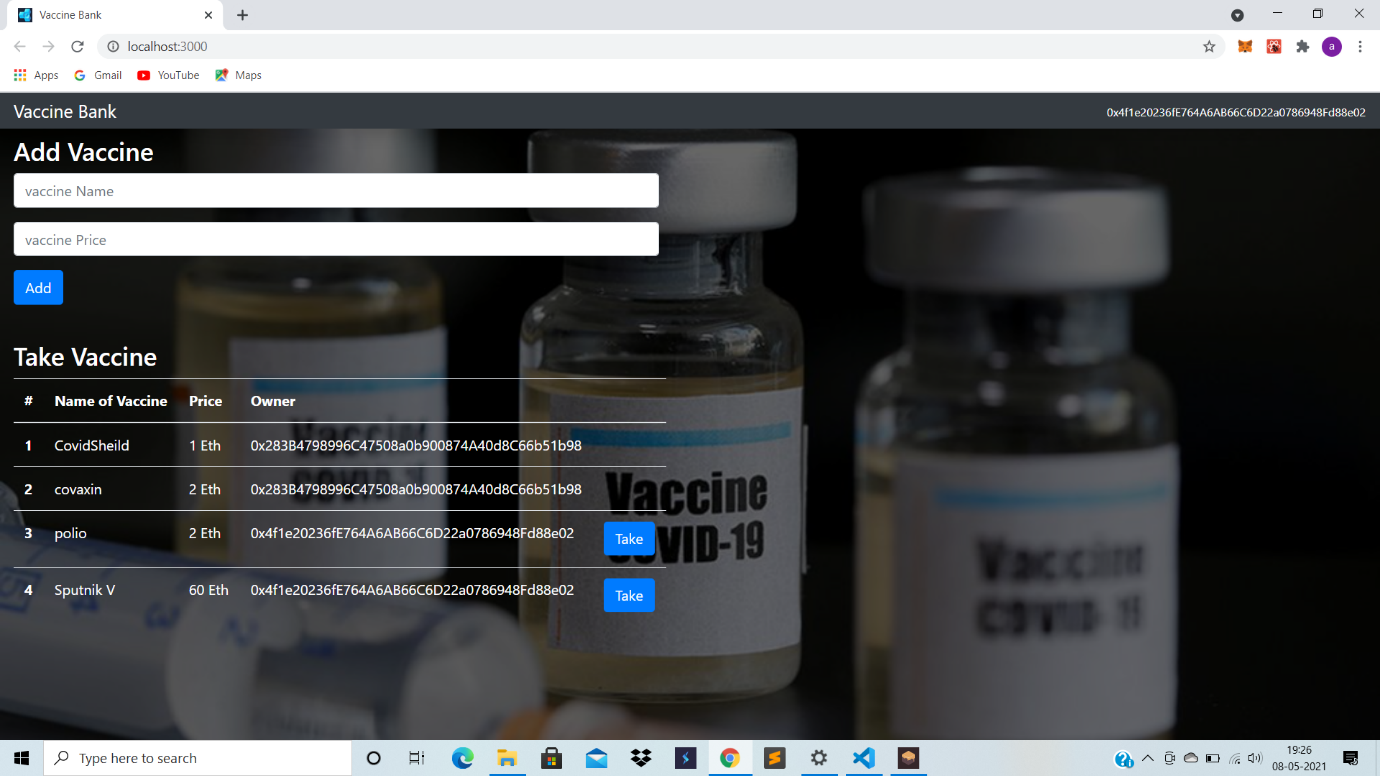 Vaccine Bank
localhost:3000
a
Apps Gmail YouTube Maps
Vaccine Bank 0x4f1e20236fE764A6AB66C6D22a0786948Fd88e02
Add Vaccine
vaccine Name
vaccine Price
Add
Take Vaccine
# Name of Vaccine Price Owner
1 CovidSheild 1 Eth 0x283B4798996C47508a0b900874A40d8C66b51b98
2 covaxin 2 Eth 0x283B4798996C47508a0b900874A40d8C66b51b98
3 polio 2 Eth 0x4f1e20236fE764A6AB66C6D22a0786948Fd88e02 Take
4 Sputnik V 60 Eth 0x4f1e20236fE764A6AB66C6D22a0786948Fd88e02 Take
Vaccine
VID-19
Vaccine
COVID-19
Type here to search
19:26
08-05-2021